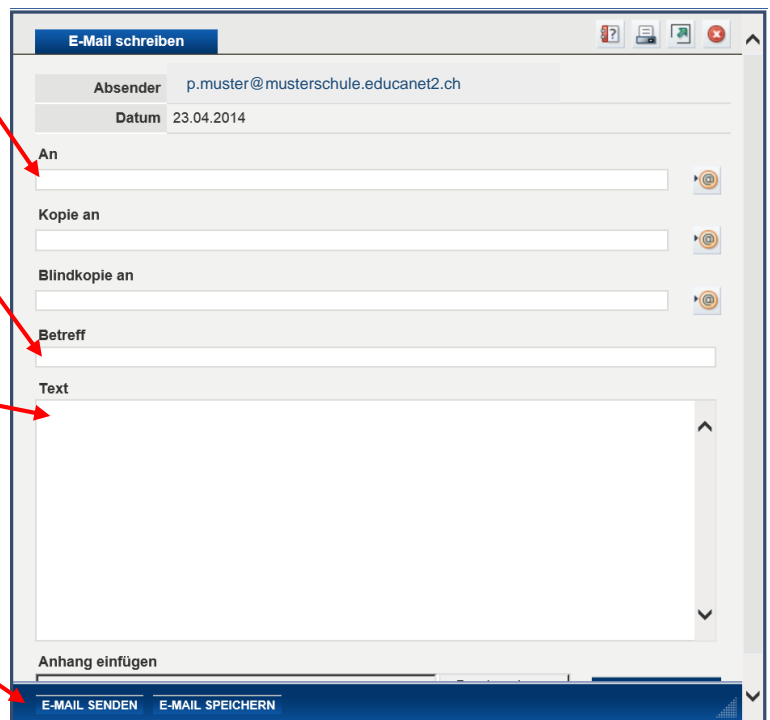 E-Mail schreiben
Absender p.muster@musterschule.educanet2.ch
Datum 23.04.2014
An
Kopie an
Blindkopie an
Betreff
Text
Anhang einfügen
E-MAIL SENDEN E-MAIL SPEICHERN